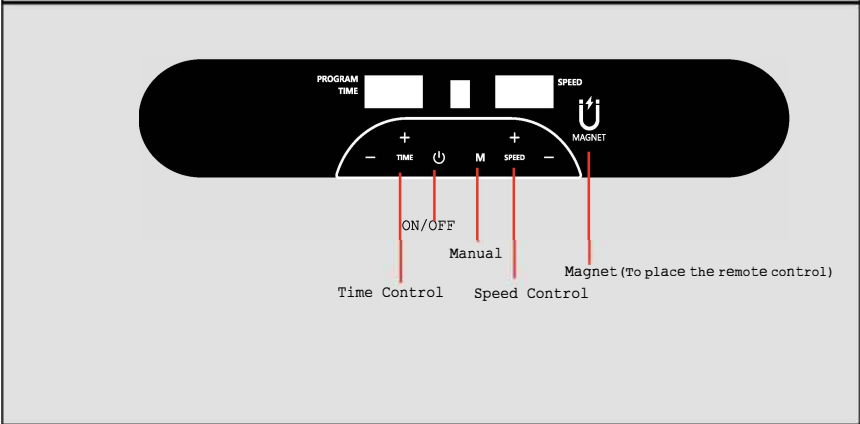 PROGRAM
TIME
SPEED
MAGNET
+ +
− TIME M SPEED −
ON/OFF
Manual
Magnet(To place the remote control)
Time Control
Speed Control